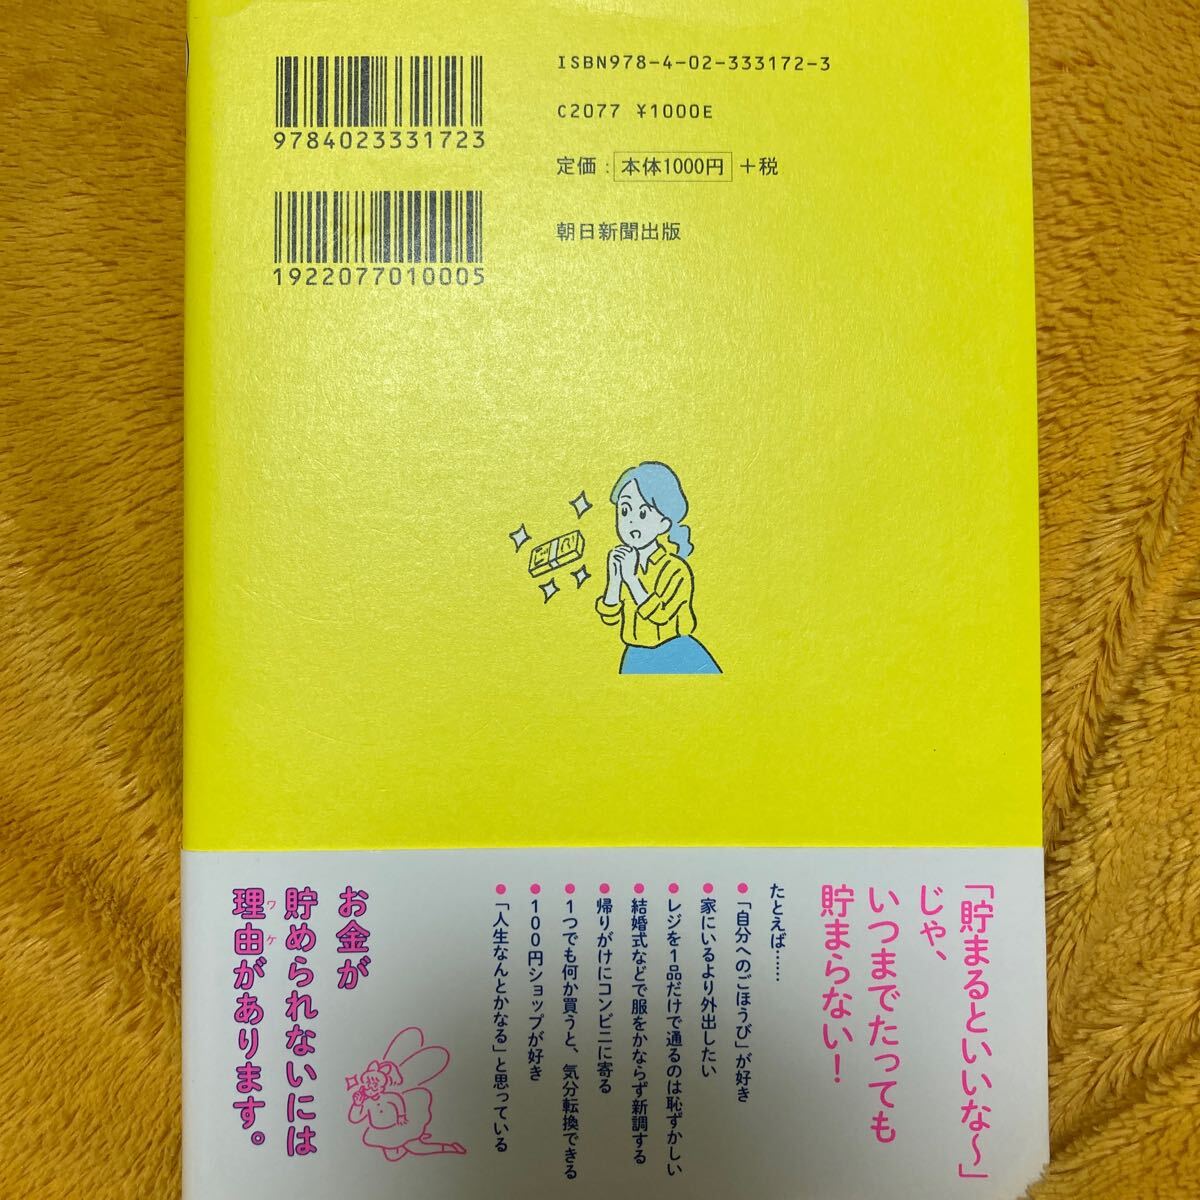 ISBN978-4-02-333172-3
C2077 ¥1000E
定価：本体1000円＋税
朝日新聞出版
9784023331723
1922077010005
「貯まるといいな〜」
じゃ、
いつまでたっても
貯まらない！
たとえば……
●「自分へのごほうび」が好き
●家にいるより外出したい
●レジを1品だけで通るのは恥ずかしい
●結婚式などで服をかならず新調する
●帰りがけにコンビニに寄る
●1つでも何か買うと、気分転換できる
●100円ショップが好き
●「人生なんとかなる」と思っている
お金が
貯められないには
理由があります。
ワケ